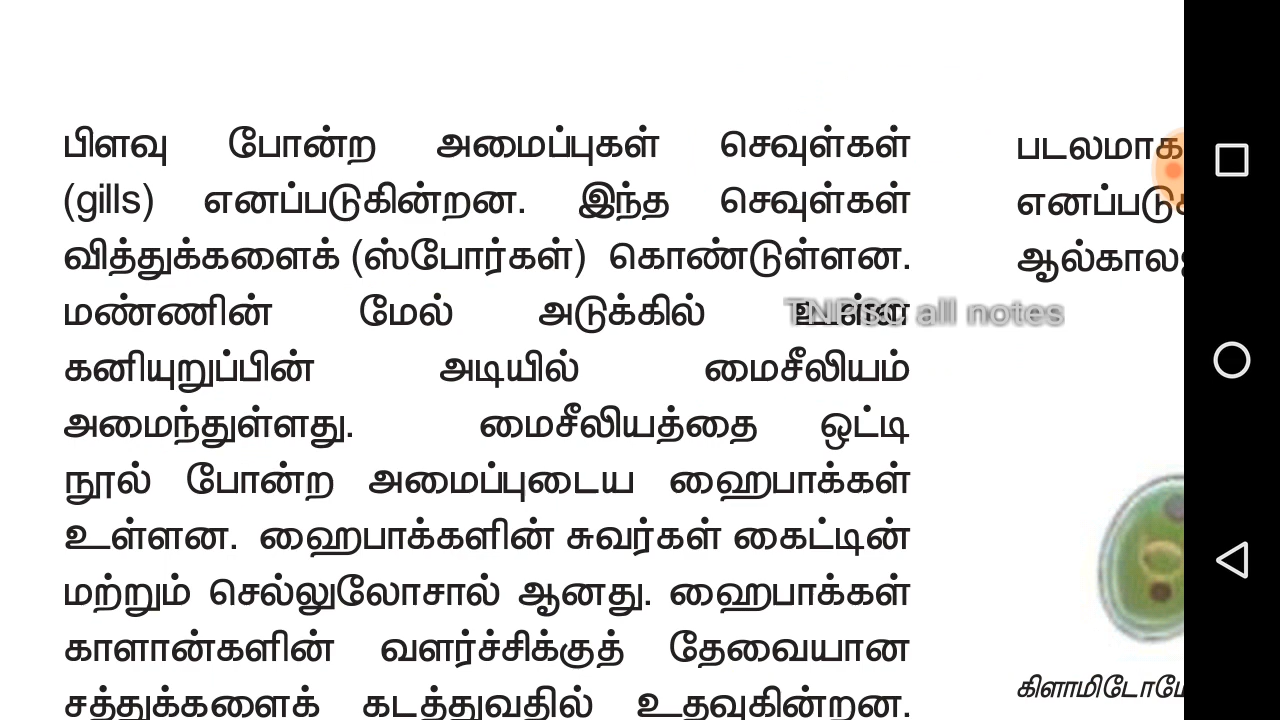 பிளவு போன்ற அமைப்புகள் செவுள்கள்
(gills) எனப்படுகின்றன. இந்த செவுள்கள்
வித்துக்களைக் (ஸ்போர்கள்) கொண்டுள்ளன.
மண்ணின் மேல் அடுக்கில் உள்ள
கனியுறுப்பின் அடியில் மைசீலியம்
அமைந்துள்ளது. மைசீலியத்தை ஒட்டி
நூல் போன்ற அமைப்புடைய ஹைபாக்கள்
உள்ளன. ஹைபாக்களின் சுவர்கள் கைட்டின்
மற்றும் செல்லுலோசால் ஆனது. ஹைபாக்கள்
காளான்களின் வளர்ச்சிக்குத் தேவையான
சத்துக்களைக் கடத்துவதில் உதவுகின்றன.
TNPSC all notes
படலமாக